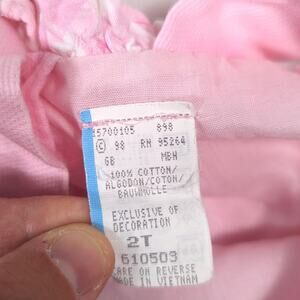 15700105 898
© 98 RN 95264
GB MBH
100% COTTON/
ALGODON/COTON/
BAUMWOLLE
EXCLUSIVE OF
DECORATION
2T
610503
CARE ON REVERSE
MADE IN VIETNAM